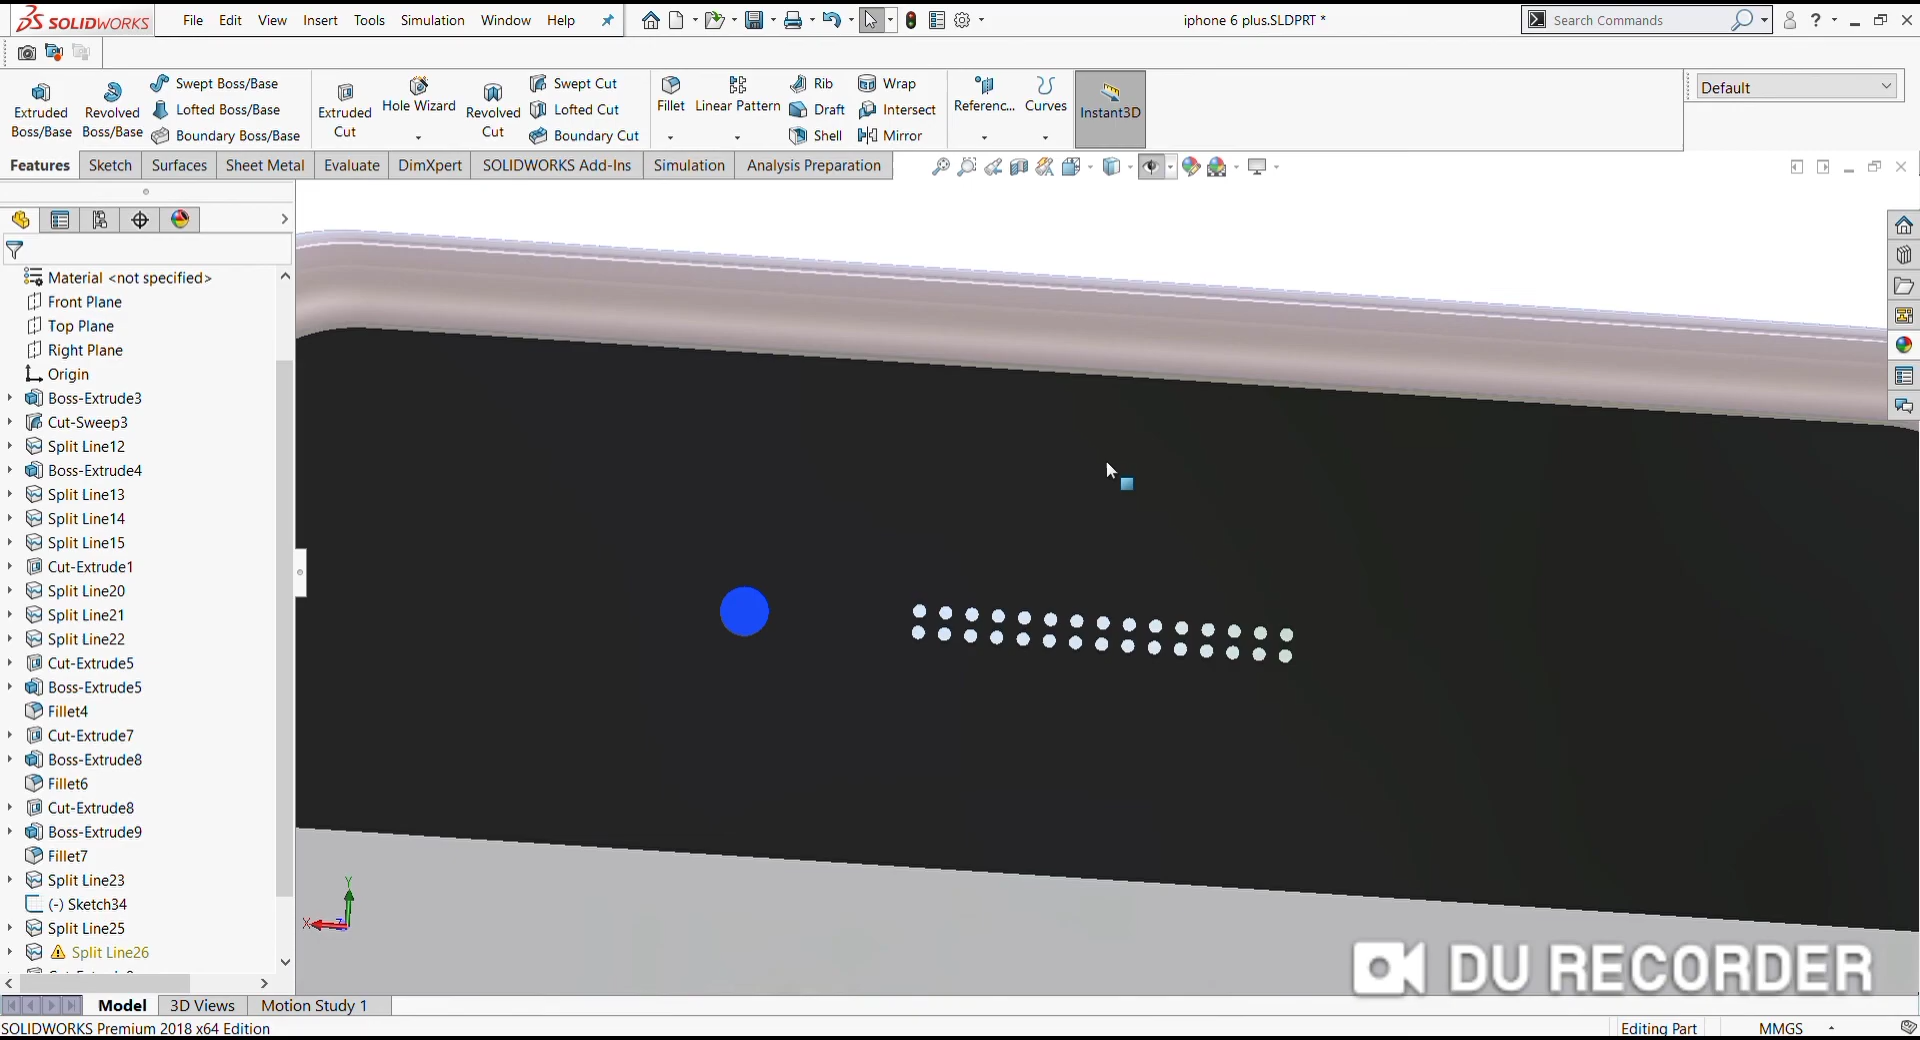 SOLIDWORKS File Edit View Insert Tools Simulation Window Help iphone 6 plus.SLDPRT * Search Commands ?
Extruded Boss/Base
Revolved Boss/Base
Swept Boss/Base
Lofted Boss/Base
Boundary Boss/Base
Extruded Cut
Hole Wizard
Revolved Cut
Swept Cut
Lofted Cut
Boundary Cut
Fillet
Linear Pattern
Rib
Draft
Shell
Wrap
Intersect
Mirror
Referenc...
Curves
Instant3D
Default
Features Sketch Surfaces Sheet Metal Evaluate DimXpert SOLIDWORKS Add-Ins Simulation Analysis Preparation
Material <not specified>
Front Plane
Top Plane
Right Plane
Origin
Boss-Extrude3
Cut-Sweep3
Split Line12
Boss-Extrude4
Split Line13
Split Line14
Split Line15
Cut-Extrude1
Split Line20
Split Line21
Split Line22
Cut-Extrude5
Boss-Extrude5
Fillet4
Cut-Extrude7
Boss-Extrude8
Fillet6
Cut-Extrude8
Boss-Extrude9
Fillet7
Split Line23
(-) Sketch34
Split Line25
Split Line26
Y
X
Z
DU RECORDER
Model 3D Views Motion Study 1
SOLIDWORKS Premium 2018 x64 Edition Editing Part MMGS